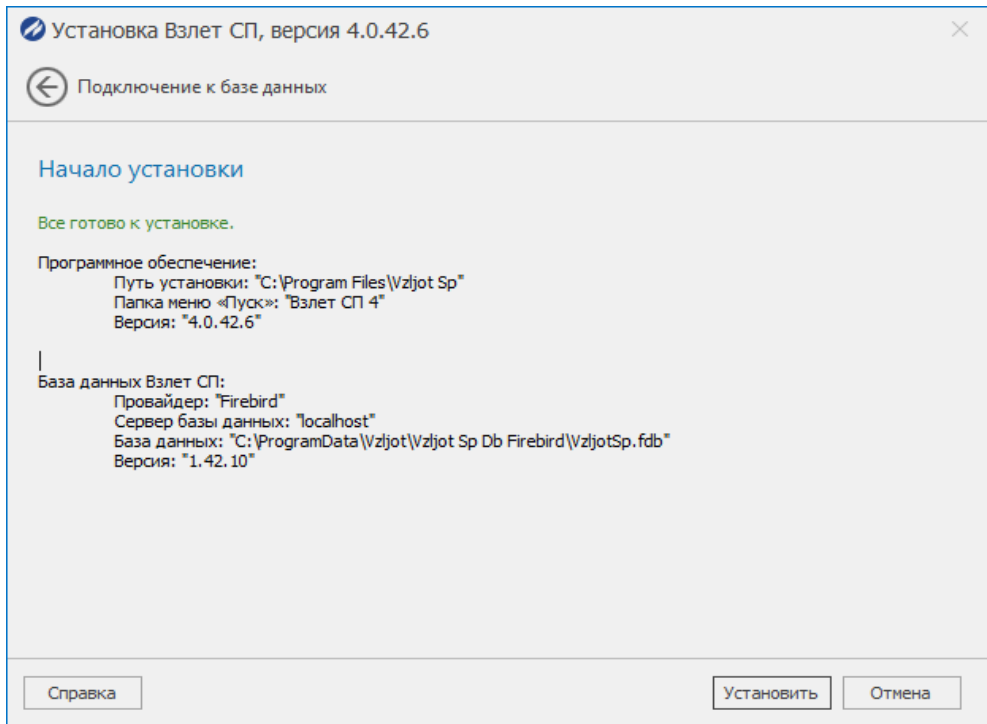 Установка Взлет СП, версия 4.0.42.6
Подключение к базе данных
Начало установки
Все готово к установке.
Программное обеспечение:
Путь установки: "C:\Program Files\Vzljot Sp"
Папка меню «Пуск»: "Взлет СП 4"
Версия: "4.0.42.6"
База данных Взлет СП:
Провайдер: "Firebird"
Сервер базы данных: "localhost"
База данных: "C:\ProgramData\Vzljot\Vzljot Sp Db Firebird\VzljotSp.fdb"
Версия: "1.42.10"
Справка
Установить
Отмена